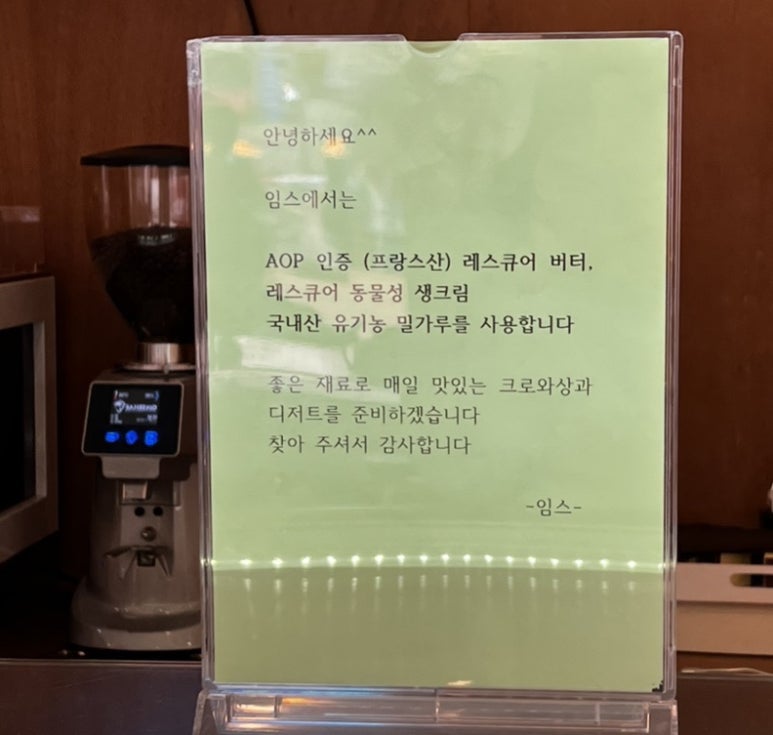 안녕하세요^^
임스에서는
AOP 인증 (프랑스산) 레스큐어 버터,
레스큐어 동물성 생크림
국내산 유기농 밀가루를 사용합니다
좋은 재료로 매일 맛있는 크로와상과
디저트를 준비하겠습니다
찾아 주셔서 감사합니다
-임스-